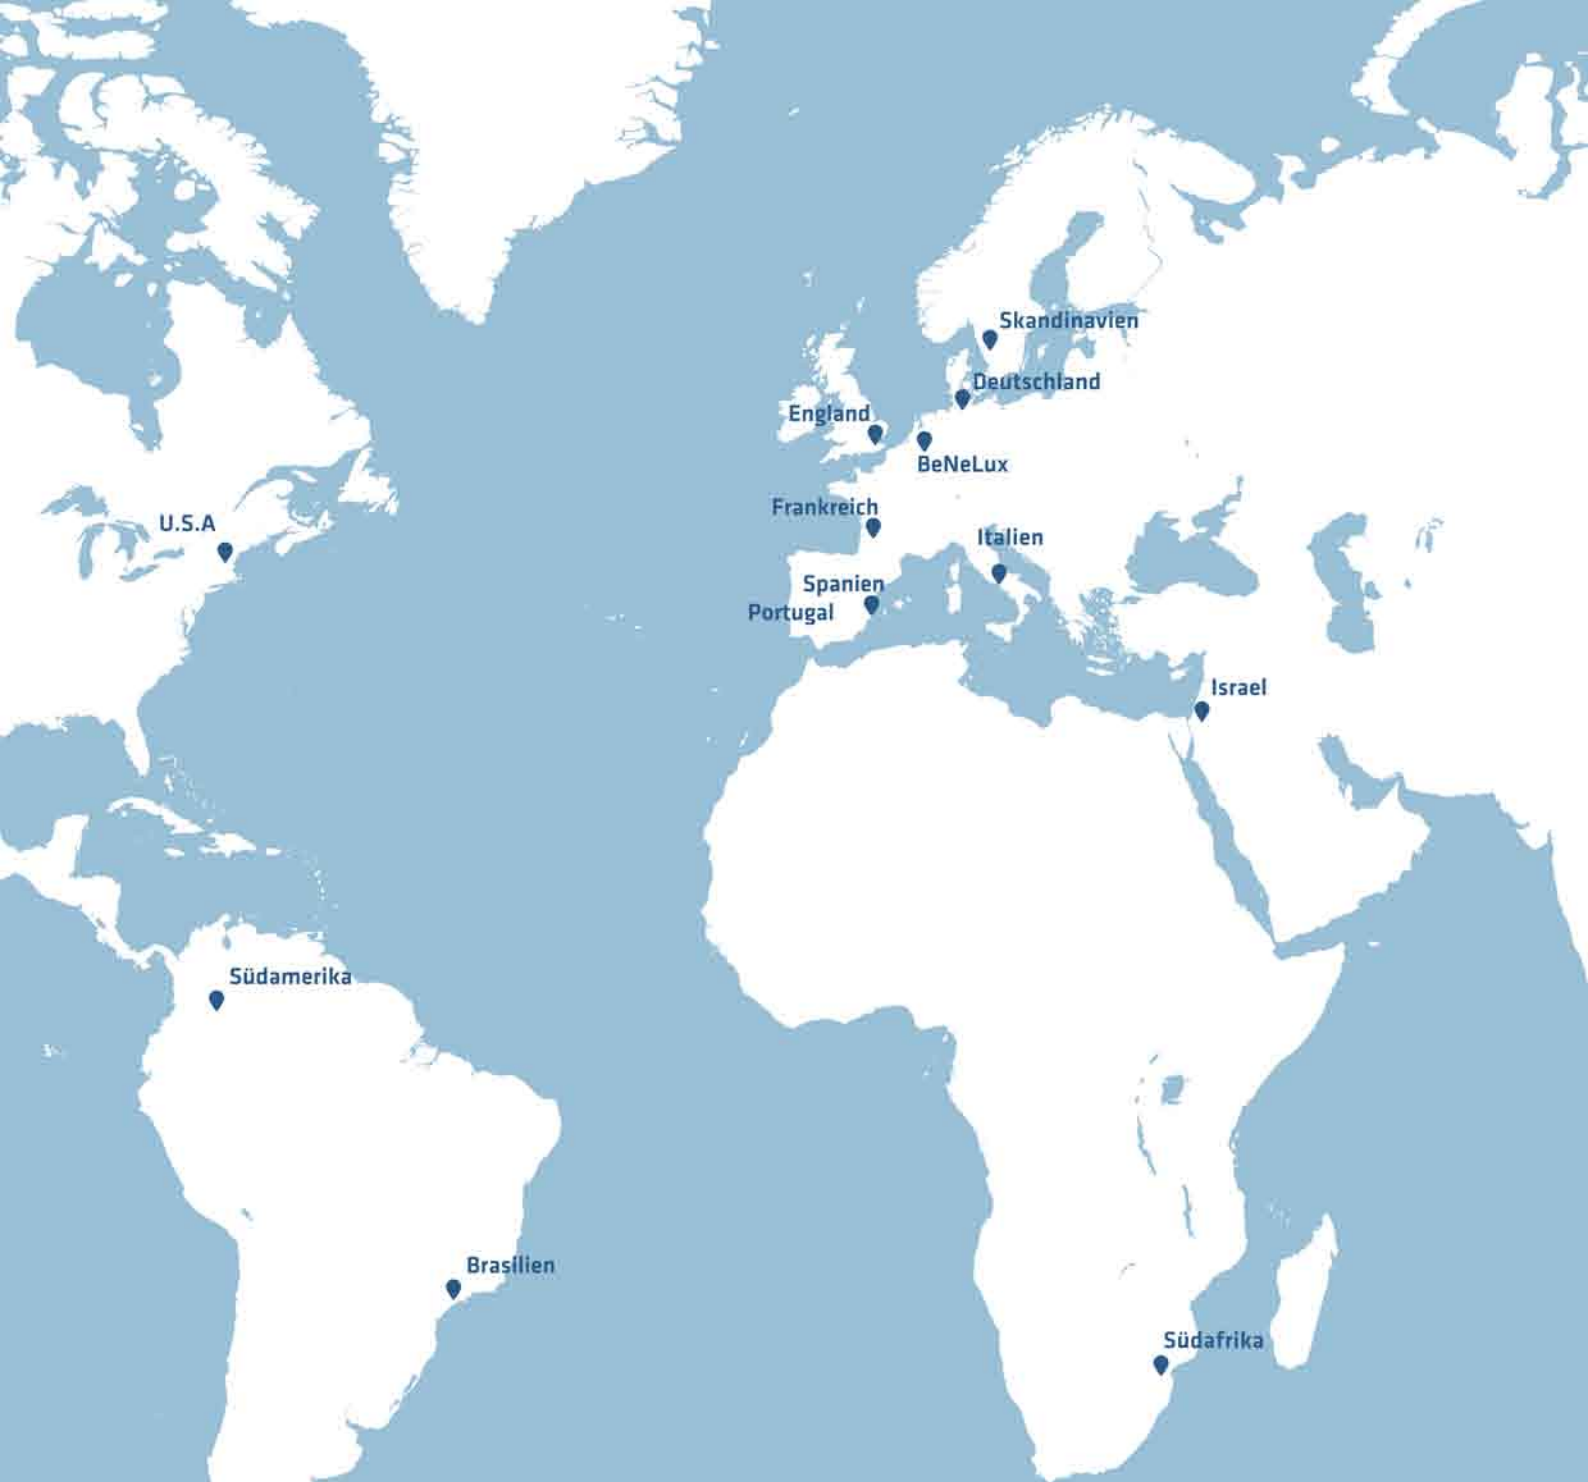 Skandinavien
Deutschland
England
BeNeLux
Frankreich
U.S.A
Italien
Spanien
Portugal
Israel
Südamerika
Brasilien
Südafrika